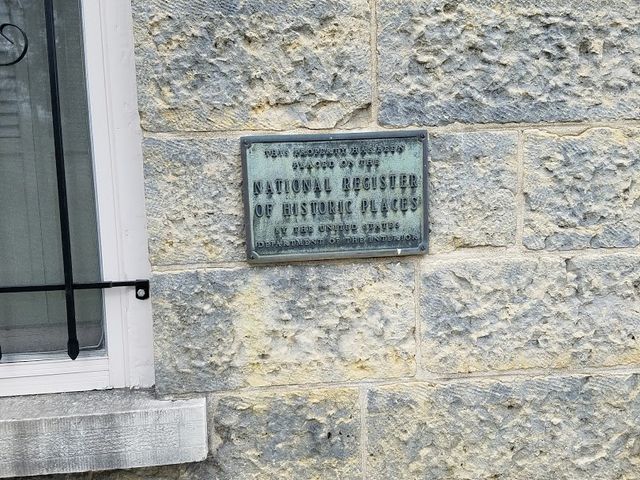 THIS PROPERTY HAS BEEN
PLACED ON THE
NATIONAL REGISTER
OF HISTORIC PLACES
BY THE UNITED STATES
DEPARTMENT OF THE INTERIOR